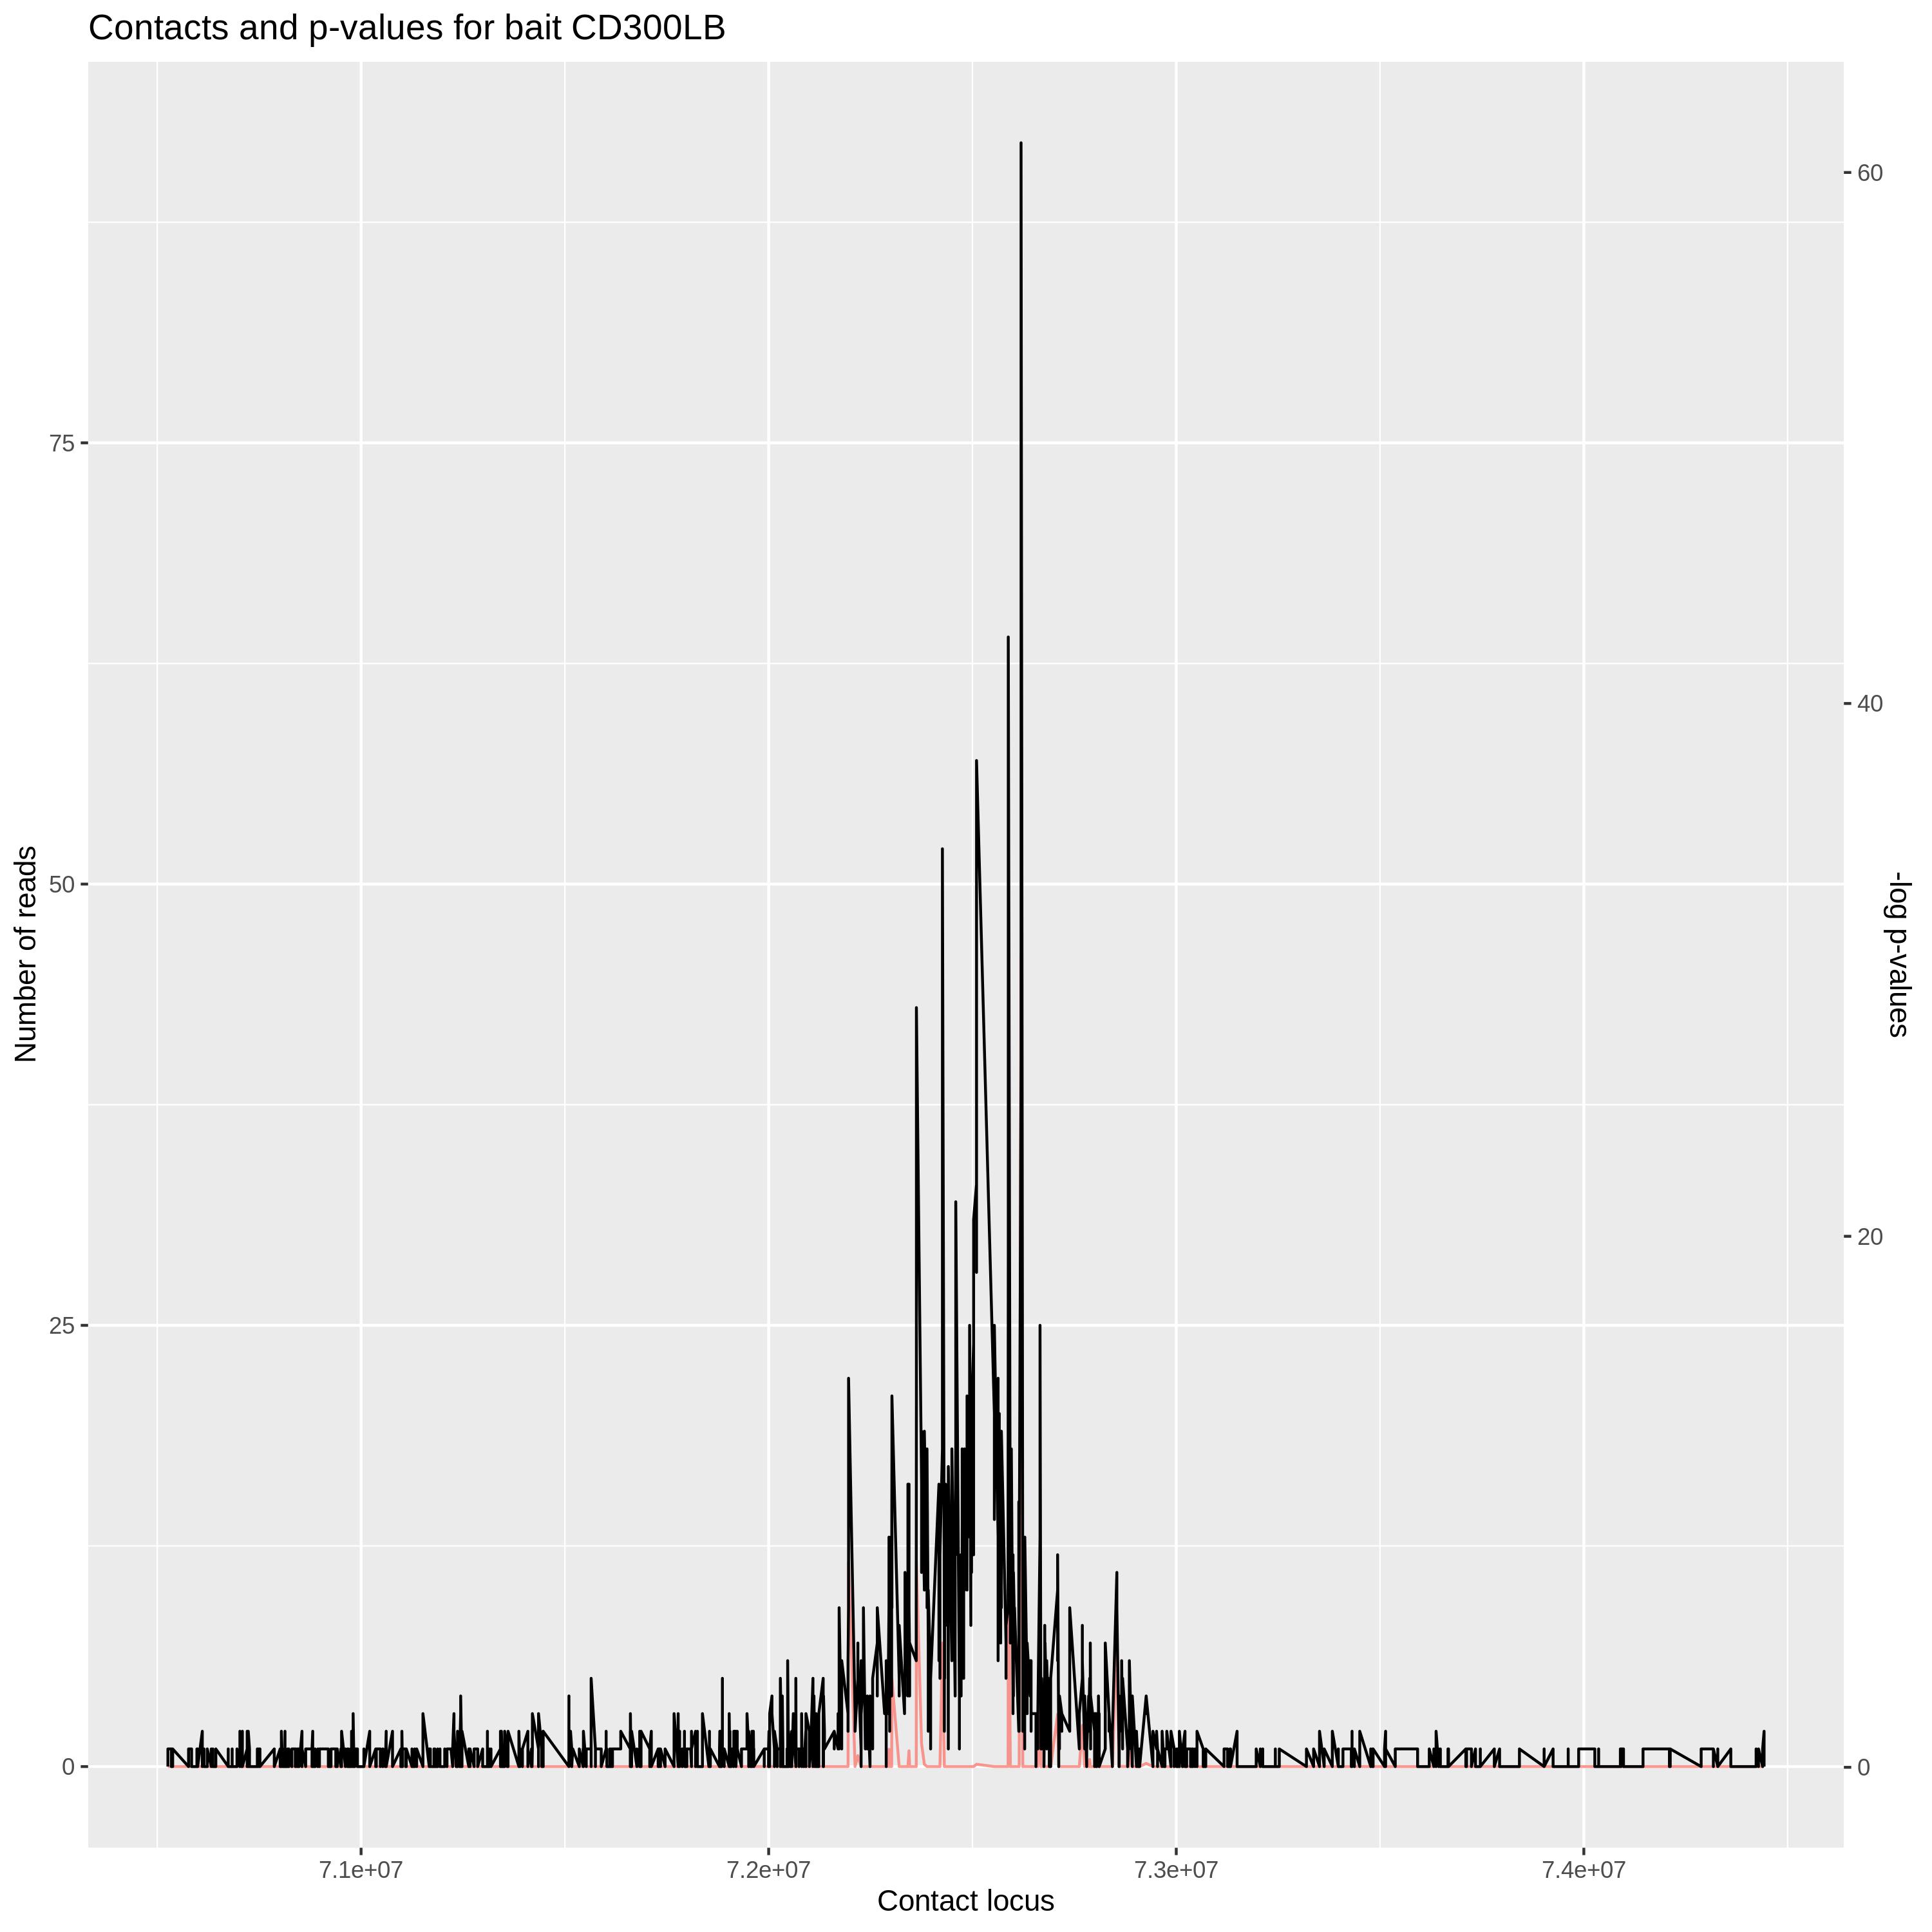 Contacts and p-values for bait CD300LB
Number of reads
75
50
25
0
60
40
20
0
-log p-values
7.1e+07
7.2e+07
7.3e+07
7.4e+07
Contact locus